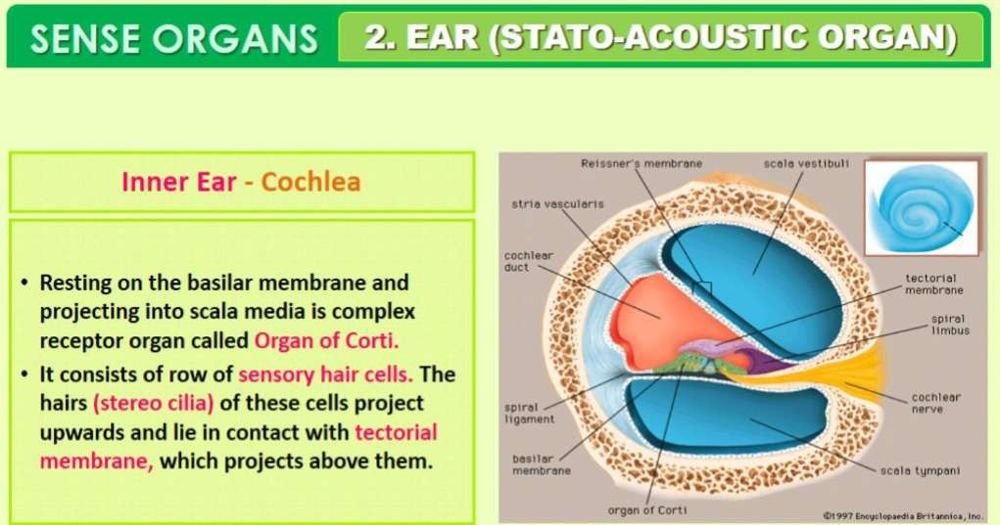 SENSE ORGANS
2. EAR (STATO-ACOUSTIC ORGAN)
Inner Ear - Cochlea
• Resting on the basilar membrane and
projecting into scala media is complex
receptor organ called Organ of Corti.
• It consists of row of sensory hair cells. The
hairs (stereo cilia) of these cells project
upwards and lie in contact with tectorial
membrane, which projects above them.
Reissner's membrane
scala vestibuli
stria vascularis
cochlear
duct
tectorial
membrane
spiral
limbus
cochlear
nerve
spiral
ligament
basilar
membrane
scala tympani
organ of Corti
©1997 Encyclopaedia Britannica, Inc.